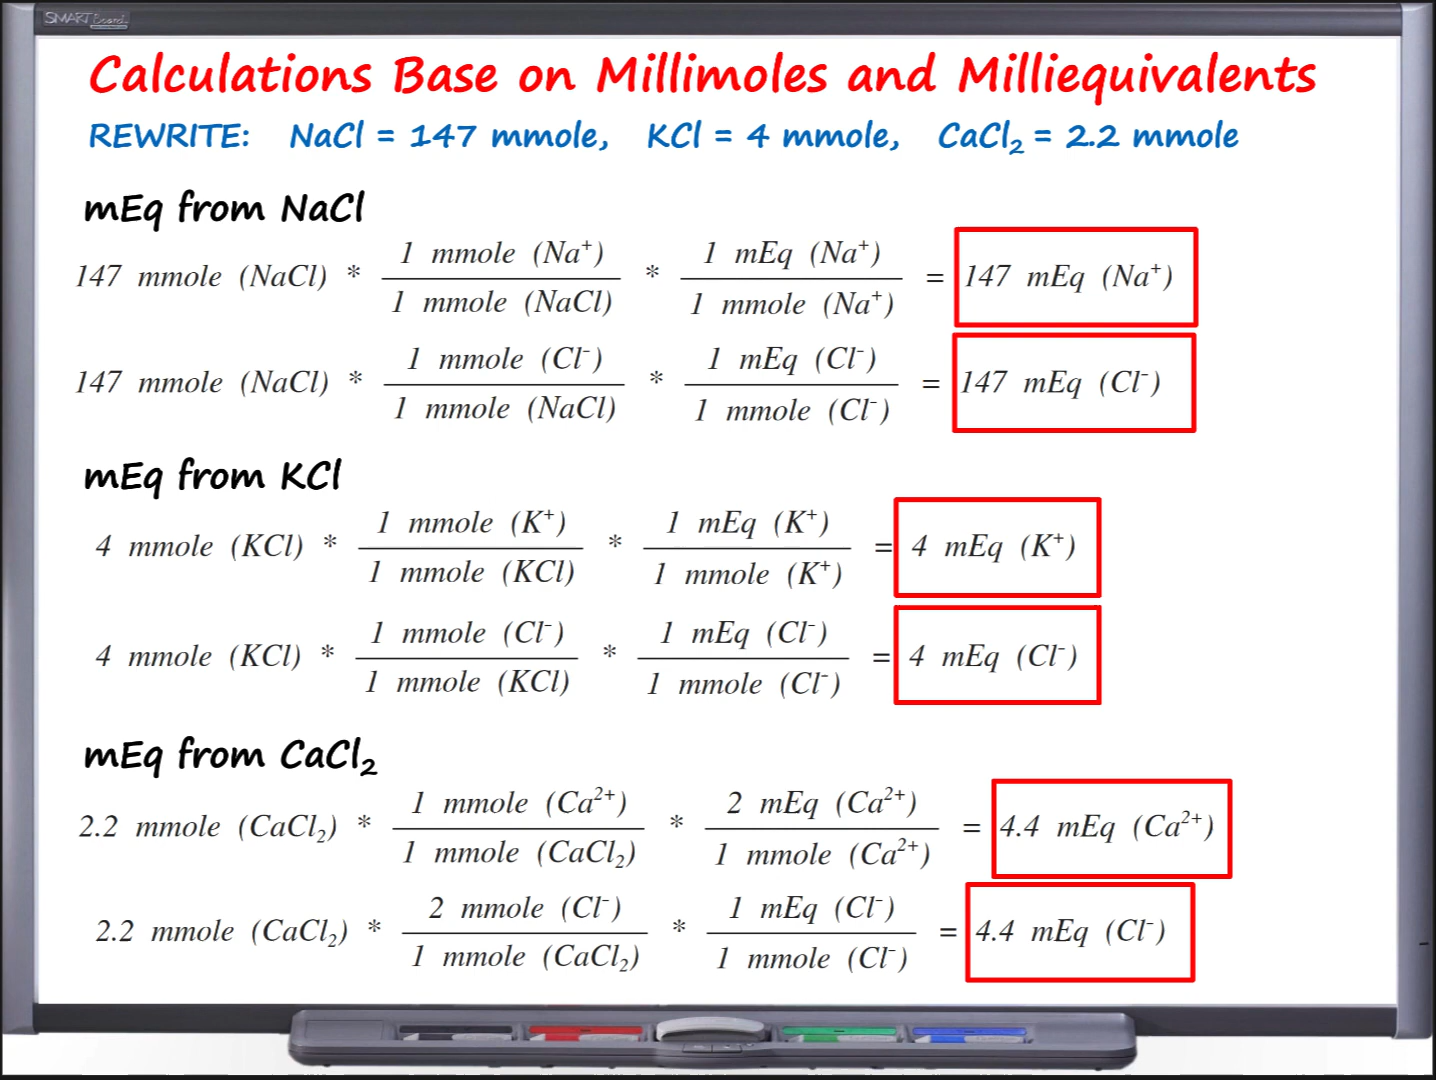 SMART Board
Calculations Base on Millimoles and Milliequivalents
REWRITE: NaCl = 147 mmole, KCl = 4 mmole, CaCl₂ = 2.2 mmole
mEq from NaCl
147 mmole (NaCl) * 1 mmole (Na⁺) / 1 mmole (NaCl) * 1 mEq (Na⁺) / 1 mmole (Na⁺) = 147 mEq (Na⁺)
147 mmole (NaCl) * 1 mmole (Cl⁻) / 1 mmole (NaCl) * 1 mEq (Cl⁻) / 1 mmole (Cl⁻) = 147 mEq (Cl⁻)
mEq from KCl
4 mmole (KCl) * 1 mmole (K⁺) / 1 mmole (KCl) * 1 mEq (K⁺) / 1 mmole (K⁺) = 4 mEq (K⁺)
4 mmole (KCl) * 1 mmole (Cl⁻) / 1 mmole (KCl) * 1 mEq (Cl⁻) / 1 mmole (Cl⁻) = 4 mEq (Cl⁻)
mEq from CaCl₂
2.2 mmole (CaCl₂) * 1 mmole (Ca²⁺) / 1 mmole (CaCl₂) * 2 mEq (Ca²⁺) / 1 mmole (Ca²⁺) = 4.4 mEq (Ca²⁺)
2.2 mmole (CaCl₂) * 2 mmole (Cl⁻) / 1 mmole (CaCl₂) * 1 mEq (Cl⁻) / 1 mmole (Cl⁻) = 4.4 mEq (Cl⁻)